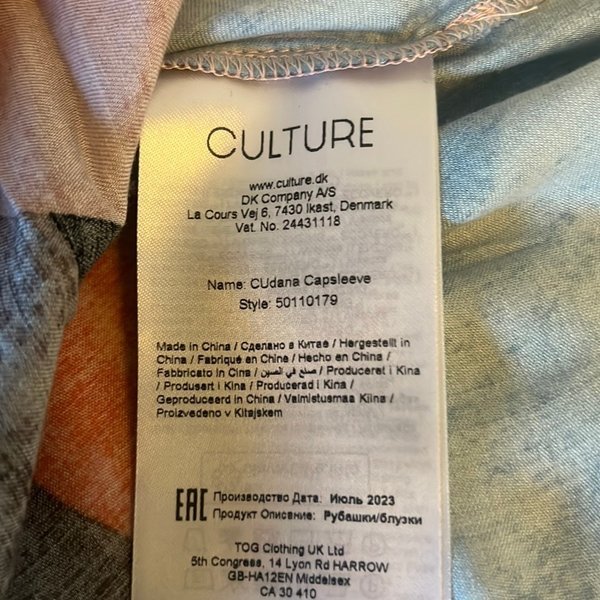 CULTURE
www.culture.dk
DK Company A/S
La Cours Vej 6, 7430 Ikast, Denmark
Vat. No. 24431118
Name: CUdana Capsleeve
Style: 50110179
Made in China / Сделано в Китае / Hergestellt in
China / Fabriqué en Chine / Hecho en China /
Fabbricato in Cina / صنع في الصين / Produceret i Kina
/ Produsert i Kina / Producerad i Kina /
Geproduceerd in China / Valmistusmaa Kiina /
Proizvedeno v Kitajskem
EAC Производство Дата: Июль 2023
Продукт Описание: Рубашки/блузки
TOG Clothing UK Ltd
5th Congress, 14 Lyon Rd HARROW
GB-HA12EN Middelsex
CA 30 410